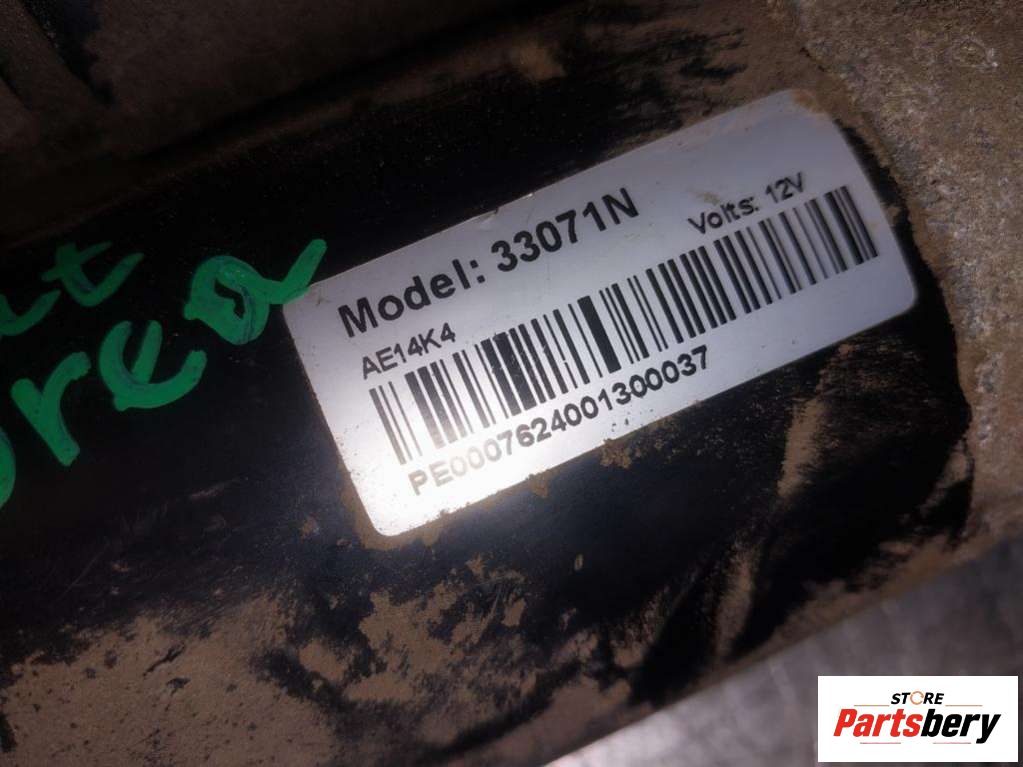 Model: 33071N
Volts: 12V
AE14K4
PE0007624001300037
STORE
Partsbery